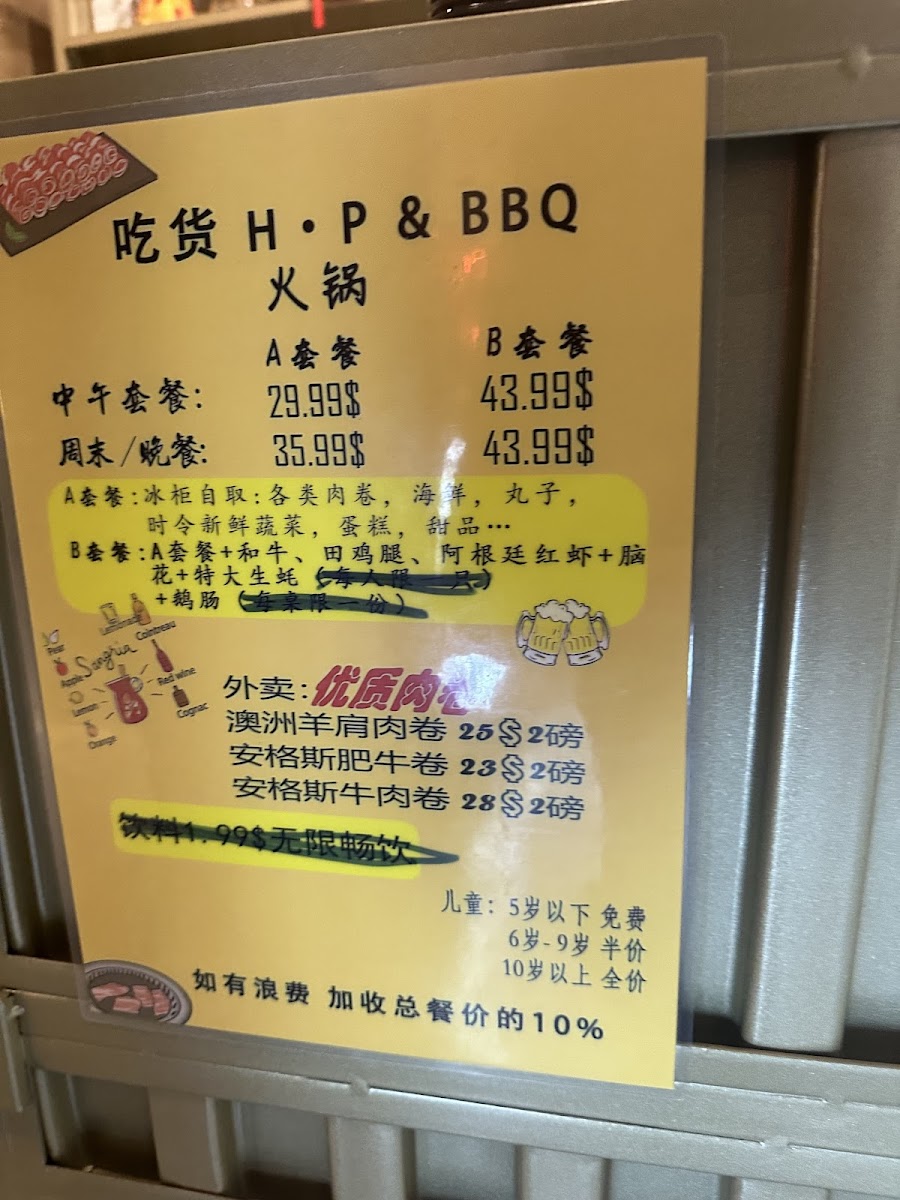 吃货 H·P & BBQ
火锅
A套餐 B套餐
中午套餐: 29.99$ 43.99$
周末/晚餐: 35.99$ 43.99$
A套餐:冰柜自取:各类肉卷,海鲜,丸子,
时令新鲜蔬菜,蛋糕,甜品…
B套餐:A套餐+和牛、田鸡腿、阿根廷红虾+脑
花+特大生蚝(每人限一只)
+鹅肠(每桌限一份)
Lemonade
Cointreau
Pear
Sangria
Apple
Red wine
Lemon
Cognac
Orange
外卖:优质肉卷
澳洲羊肩肉卷 25$2磅
安格斯肥牛卷 23$2磅
安格斯牛肉卷 28$2磅
饮料1.99$无限畅饮
儿童: 5岁以下 免费
6岁-9岁 半价
10岁以上 全价
如有浪费 加收总餐价的10%